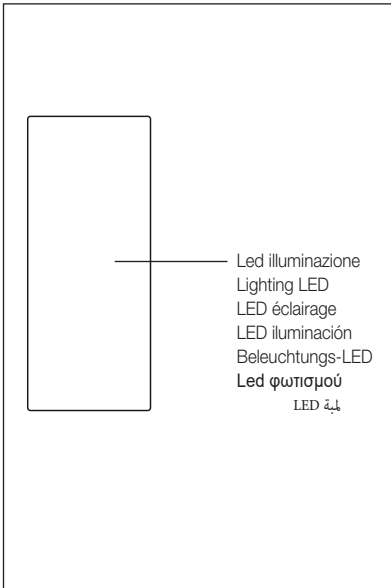 Led illuminazione
Lighting LED
LED éclairage
LED iluminación
Beleuchtungs-LED
Led φωτισμού
لمبة LED